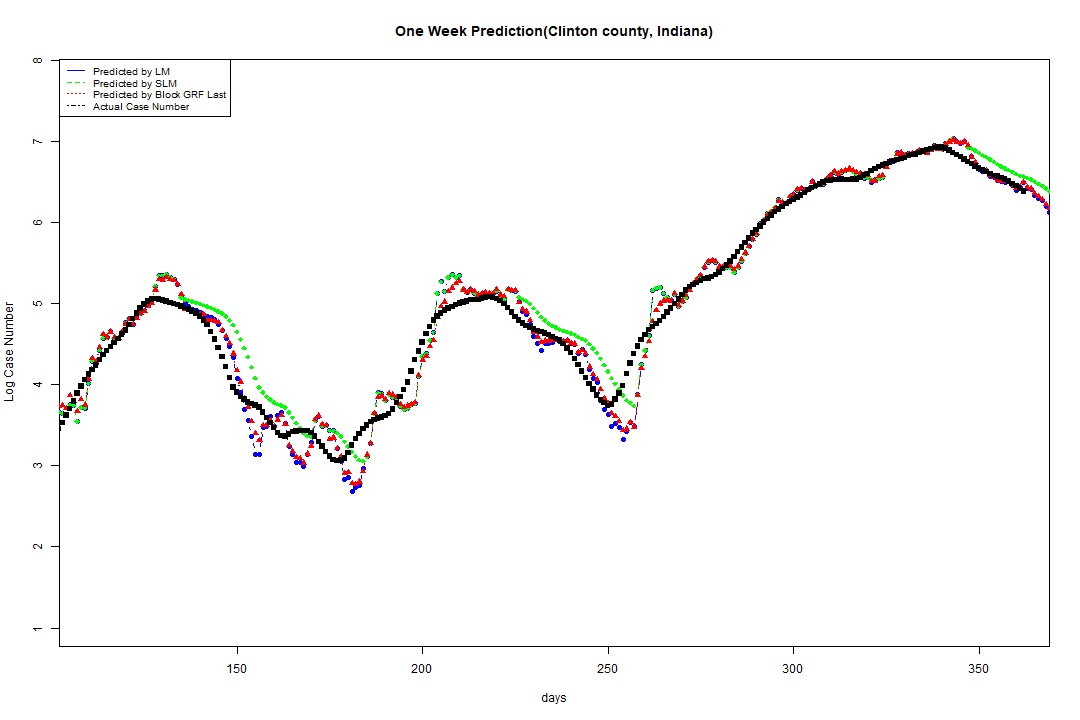 One Week Prediction(Clinton county, Indiana)
Predicted by LM
Predicted by SLM
Predicted by Block GRF Last
Actual Case Number
Log Case Number
8
7
6
5
4
3
2
1
150 200 250 300 350
days